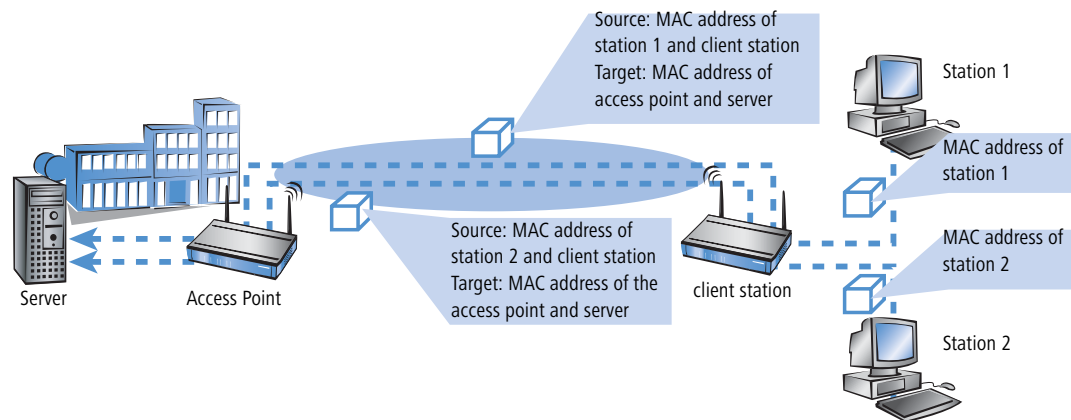 Source: MAC address of
station 1 and client station
Target: MAC address of
access point and server
Station 1
MAC address of
station 1
Source: MAC address of
station 2 and client station
Target: MAC address of the
access point and server
MAC address of
station 2
Server
Access Point
client station
Station 2